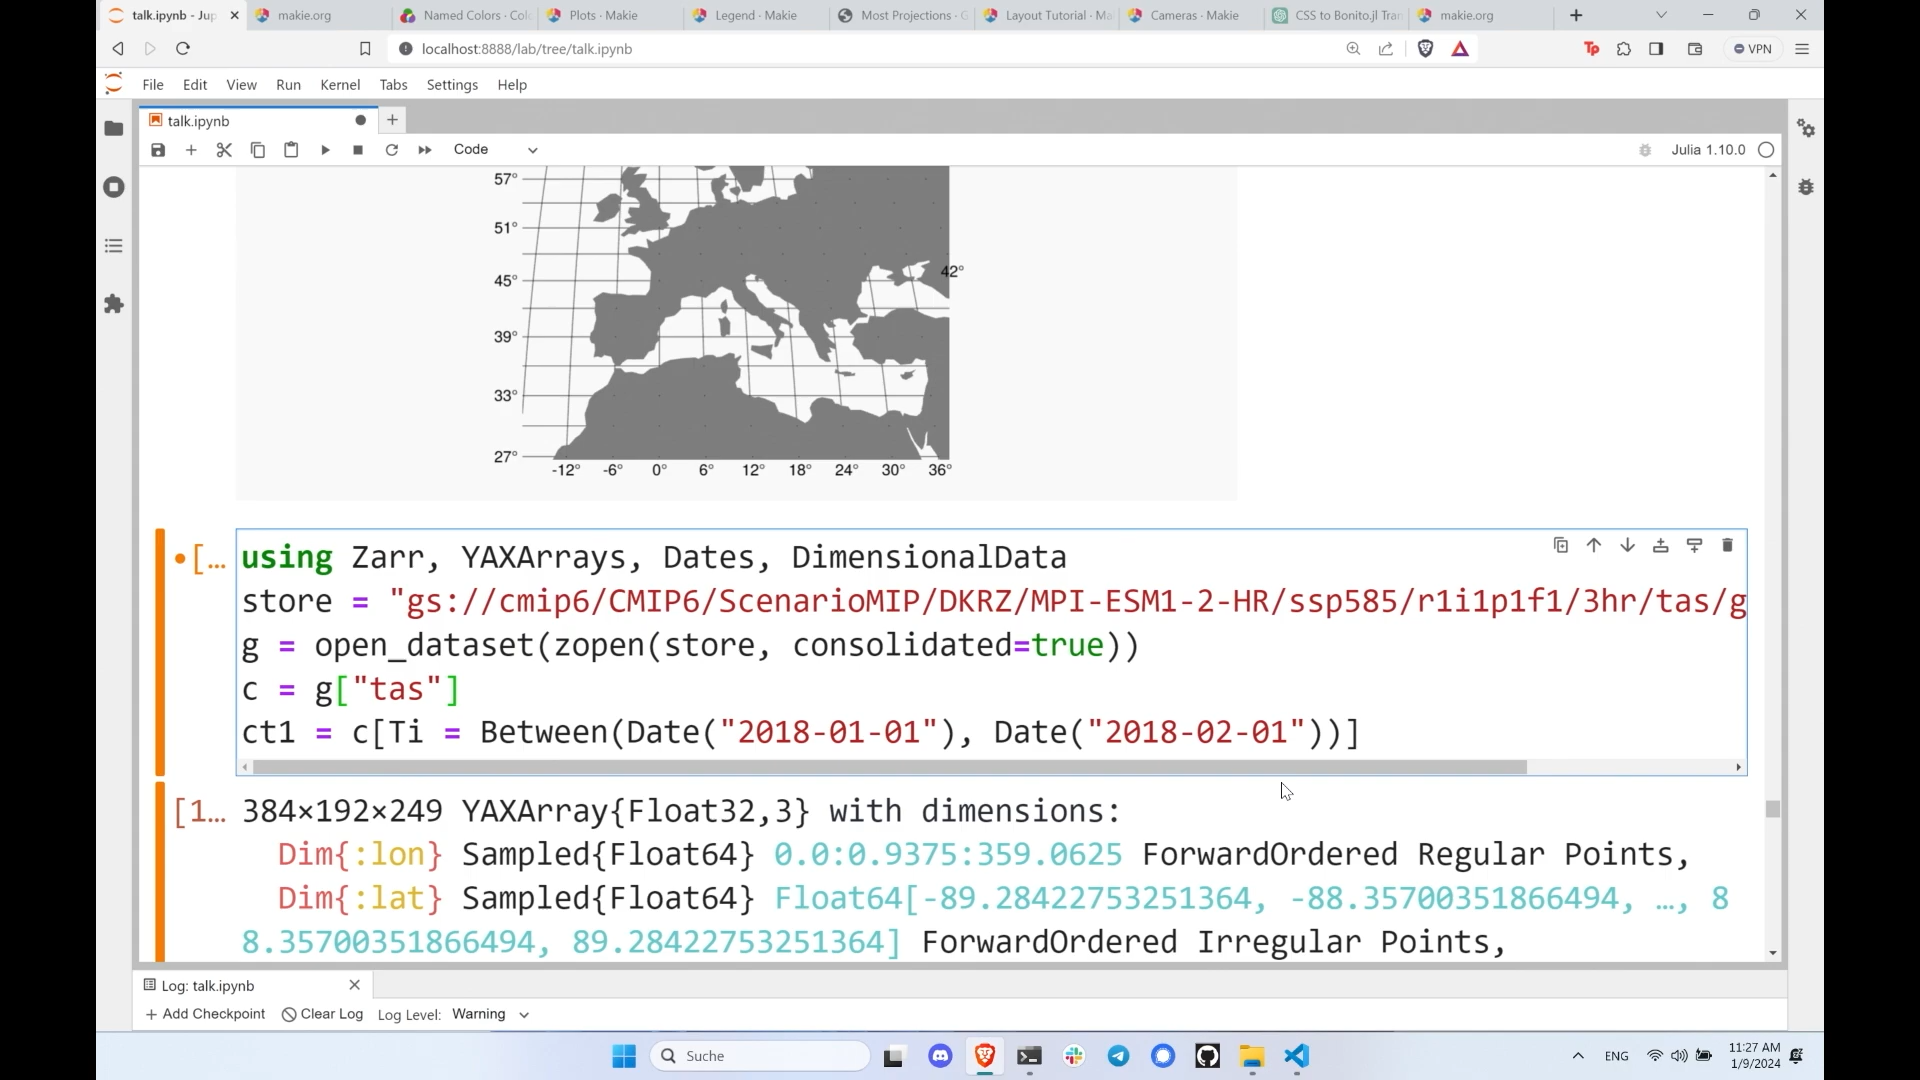 talk.ipynb - Jup
makie.org
Named Colors · Col
Plots · Makie
Legend · Makie
Most Projections · G
Layout Tutorial · Ma
Cameras · Makie
CSS to Bonito.jl Tran
makie.org
localhost:8888/lab/tree/talk.ipynb
Tp
VPN
File Edit View Run Kernel Tabs Settings Help
talk.ipynb
Code
Julia 1.10.0
57°
51°
45°
42°
39°
33°
27°
-12° -6° 0° 6° 12° 18° 24° 30° 36°
[… using Zarr, YAXArrays, Dates, DimensionalData
store = "gs://cmip6/CMIP6/ScenarioMIP/DKRZ/MPI-ESM1-2-HR/ssp585/r1i1p1f1/3hr/tas/g
g = open_dataset(zopen(store, consolidated=true))
c = g["tas"]
ct1 = c[Ti = Between(Date("2018-01-01"), Date("2018-02-01"))]
[1… 384×192×249 YAXArray{Float32,3} with dimensions:
Dim{:lon} Sampled{Float64} 0.0:0.9375:359.0625 ForwardOrdered Regular Points,
Dim{:lat} Sampled{Float64} Float64[-89.28422753251364, -88.35700351866494, …, 8
8.35700351866494, 89.28422753251364] ForwardOrdered Irregular Points,
Log: talk.ipynb
Add Checkpoint Clear Log Log Level: Warning
Suche
ENG
11:27 AM
1/9/2024